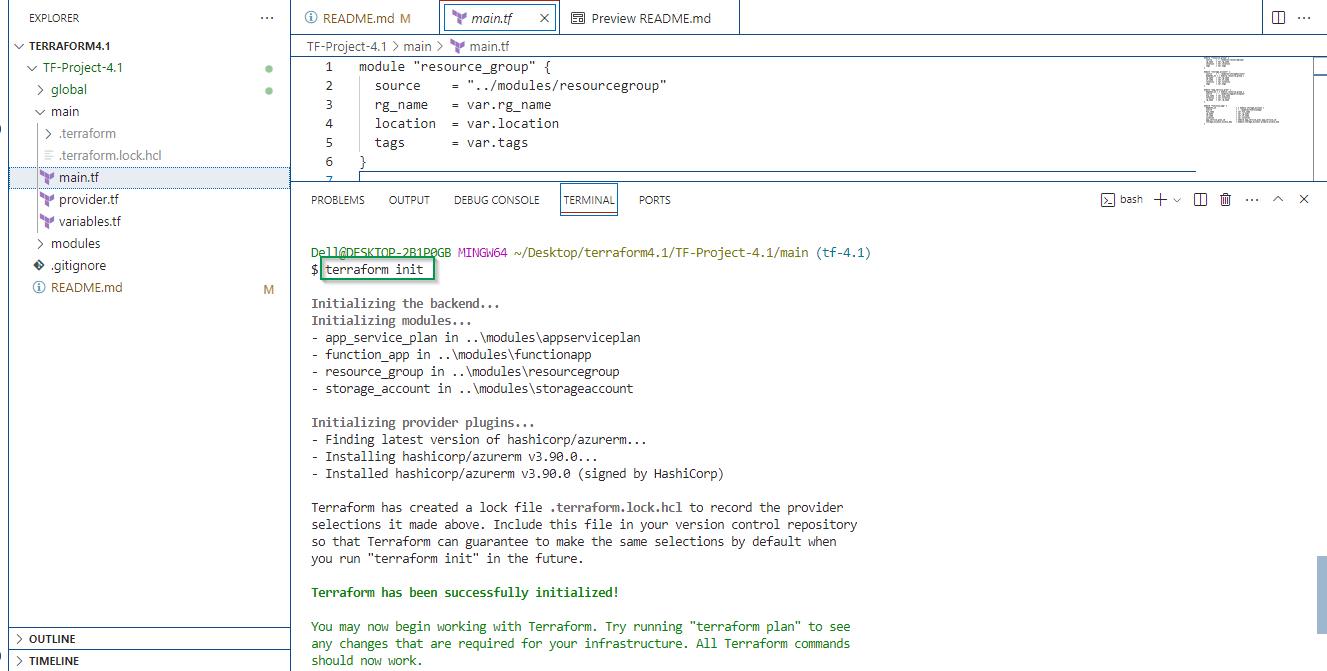 EXPLORER
TERRAFORM4.1
TF-Project-4.1
global
main
.terraform
.terraform.lock.hcl
main.tf
provider.tf
variables.tf
modules
.gitignore
README.md M
OUTLINE
TIMELINE
README.md M
main.tf
Preview README.md
TF-Project-4.1 > main > main.tf
1 module "resource_group" {
2 source = "../modules/resourcegroup"
3 rg_name = var.rg_name
4 location = var.location
5 tags = var.tags
6 }
7
PROBLEMS OUTPUT DEBUG CONSOLE TERMINAL PORTS
bash
Dell@DESKTOP-2B1P0GB MINGW64 ~/Desktop/terraform4.1/TF-Project-4.1/main (tf-4.1)
$ terraform init
Initializing the backend...
Initializing modules...
- app_service_plan in ..\modules\appserviceplan
- function_app in ..\modules\functionapp
- resource_group in ..\modules\resourcegroup
- storage_account in ..\modules\storageaccount
Initializing provider plugins...
- Finding latest version of hashicorp/azurerm...
- Installing hashicorp/azurerm v3.90.0...
- Installed hashicorp/azurerm v3.90.0 (signed by HashiCorp)
Terraform has created a lock file .terraform.lock.hcl to record the provider
selections it made above. Include this file in your version control repository
so that Terraform can guarantee to make the same selections by default when
you run "terraform init" in the future.
Terraform has been successfully initialized!
You may now begin working with Terraform. Try running "terraform plan" to see
any changes that are required for your infrastructure. All Terraform commands
should now work.